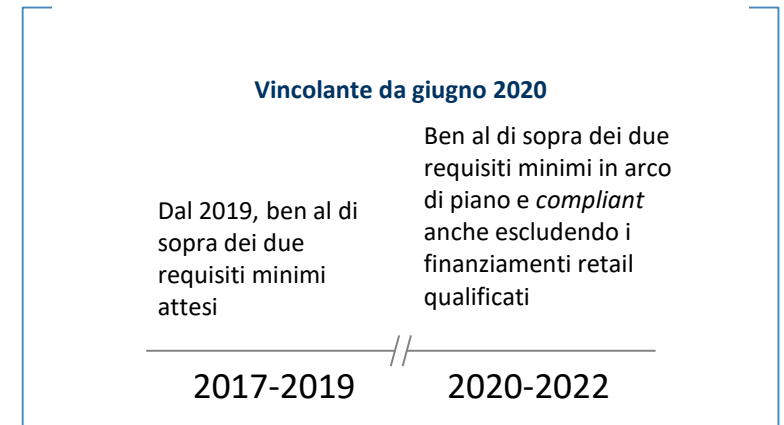 Vincolante da giugno 2020
Dal 2019, ben al di
sopra dei due
requisiti minimi
attesi
Ben al di sopra dei due
requisiti minimi in arco
di piano e compliant
anche escludendo i
finanziamenti retail
qualificati
2017-2019
2020-2022